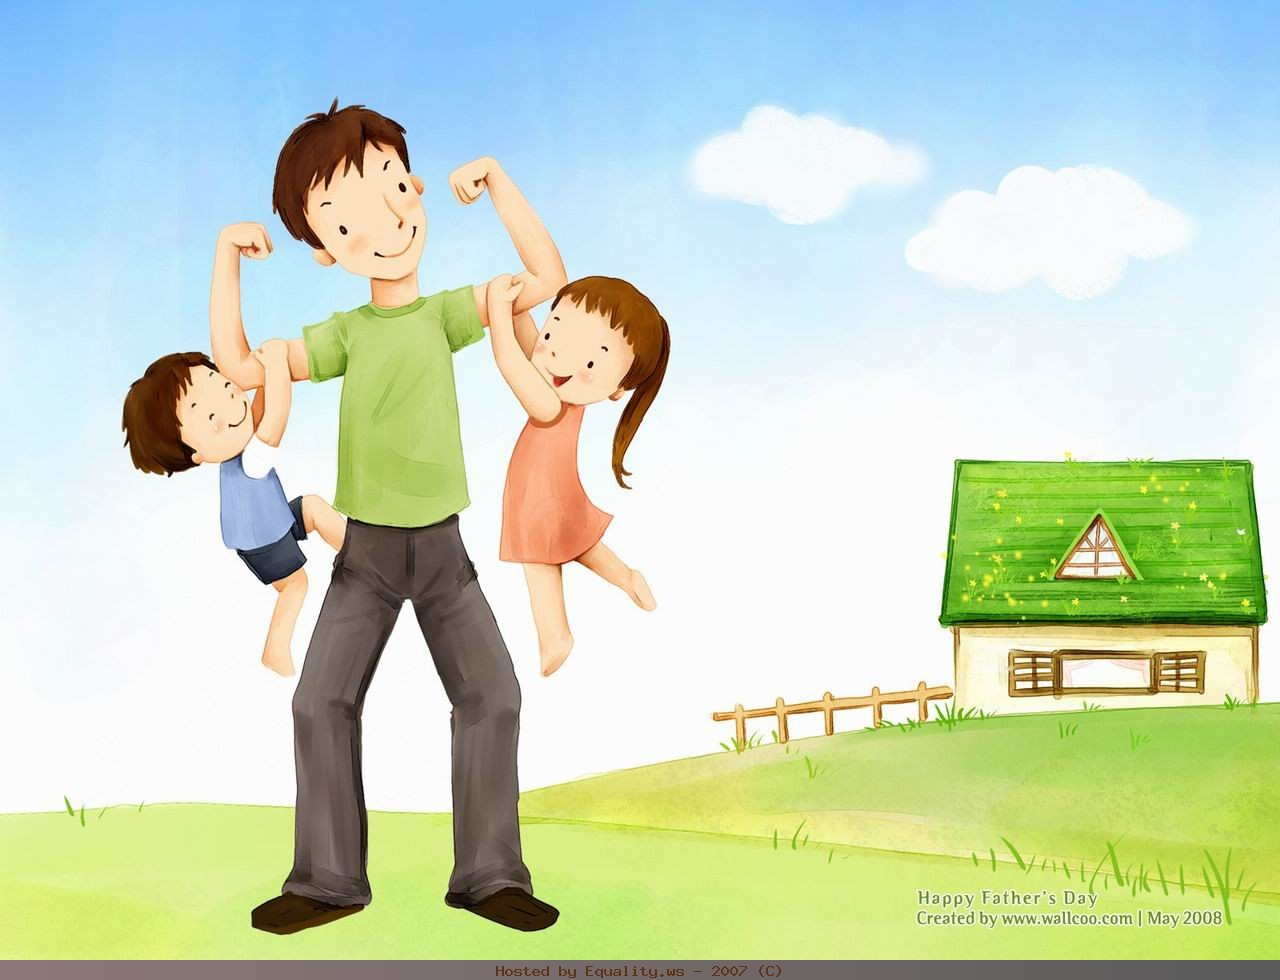 Happy Father's Day
Created by www.wallcoo.com | May 2008
Hosted by Equality.ws - 2007 (C)